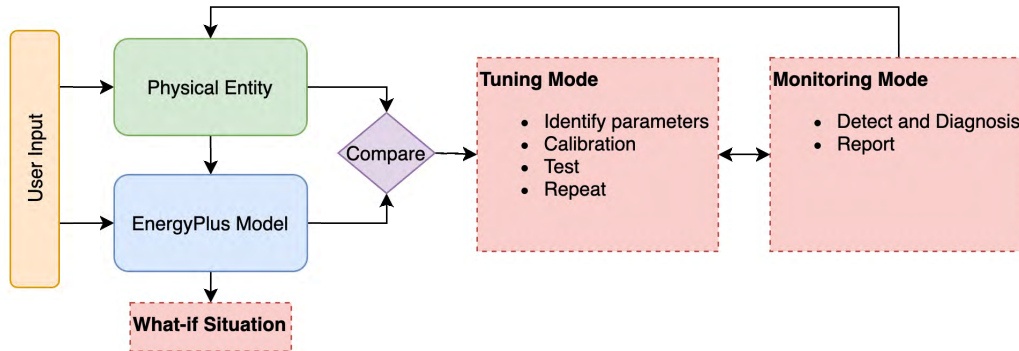 User Input
Physical Entity
EnergyPlus Model
What-if Situation
Compare
Tuning Mode
• Identify parameters
• Calibration
• Test
• Repeat
Monitoring Mode
• Detect and Diagnosis
• Report